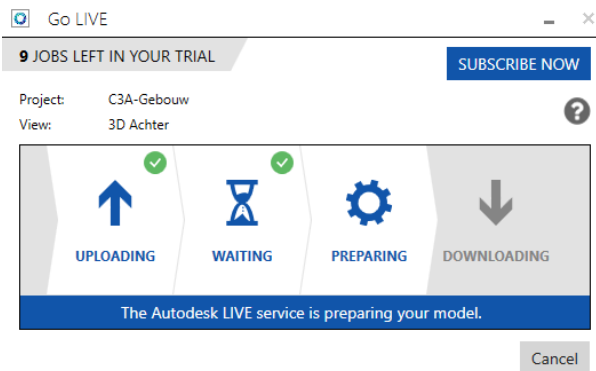 Go LIVE
9 JOBS LEFT IN YOUR TRIAL
SUBSCRIBE NOW
Project: C3A-Gebouw
View: 3D Achter
?
UPLOADING WAITING PREPARING DOWNLOADING
The Autodesk LIVE service is preparing your model.
Cancel